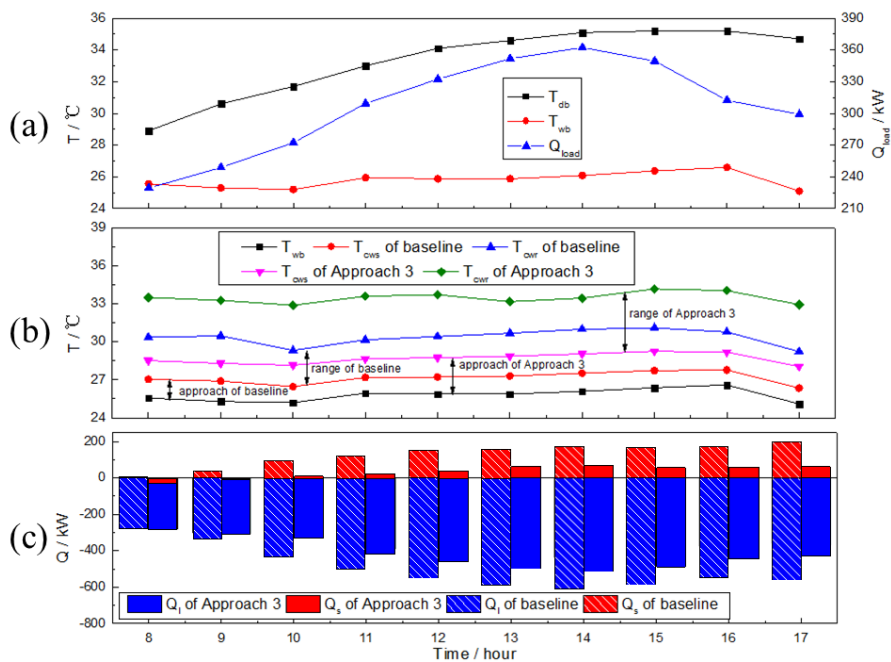 (a)
T / ℃
36
34
32
30
28
26
24
390
360
330
300
270
240
210
Q_load / kW
T_db
T_wb
Q_load
(b)
T / ℃
39
36
33
30
27
24
T_wb T_cws of baseline T_cwr of baseline
T_cws of Approach 3 T_cwr of Approach 3
range of Approach 3
range of baseline
approach of Approach 3
approach of baseline
(c)
Q / kW
200
0
-200
-400
-600
-800
Q_l of Approach 3 Q_s of Approach 3 Q_l of baseline Q_s of baseline
8 9 10 11 12 13 14 15 16 17
Time / hour